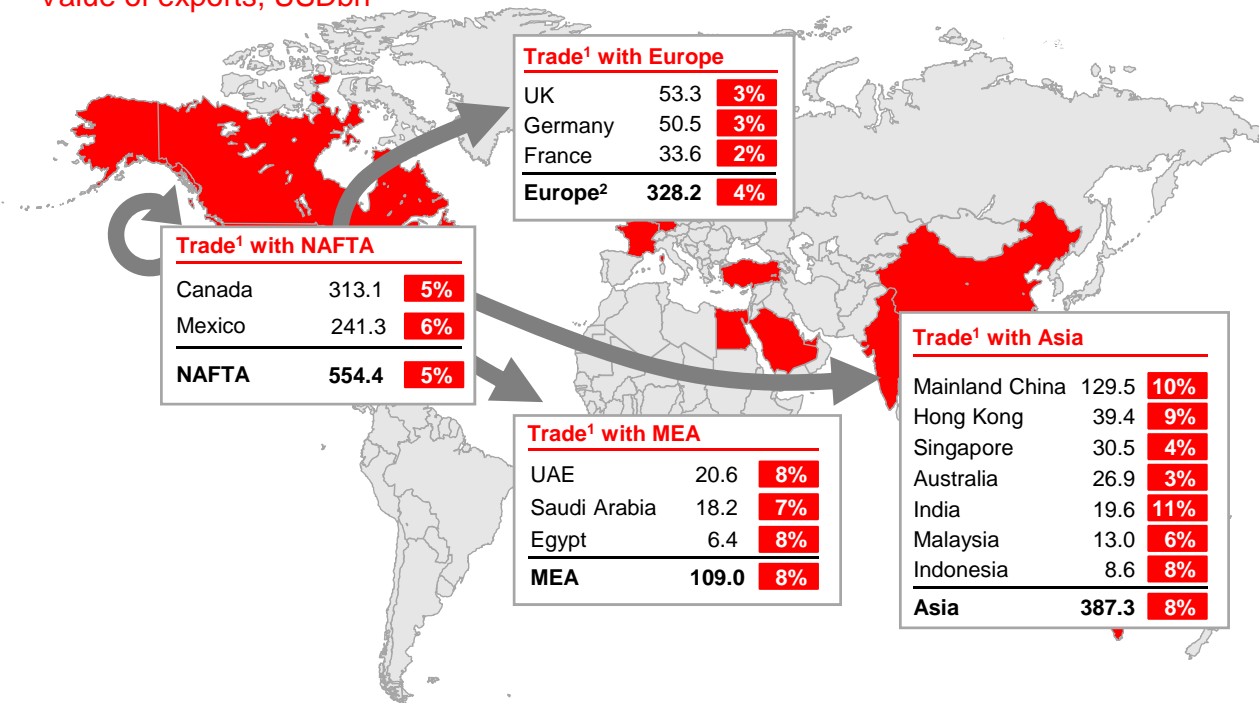 Value of exports, USDbn
Trade¹ with Europe
UK 53.3 3%
Germany 50.5 3%
France 33.6 2%
Europe² 328.2 4%
Trade¹ with NAFTA
Canada 313.1 5%
Mexico 241.3 6%
NAFTA 554.4 5%
Trade¹ with Asia
Mainland China 129.5 10%
Hong Kong 39.4 9%
Singapore 30.5 4%
Australia 26.9 3%
India 19.6 11%
Malaysia 13.0 6%
Indonesia 8.6 8%
Asia 387.3 8%
Trade¹ with MEA
UAE 20.6 8%
Saudi Arabia 18.2 7%
Egypt 6.4 8%
MEA 109.0 8%